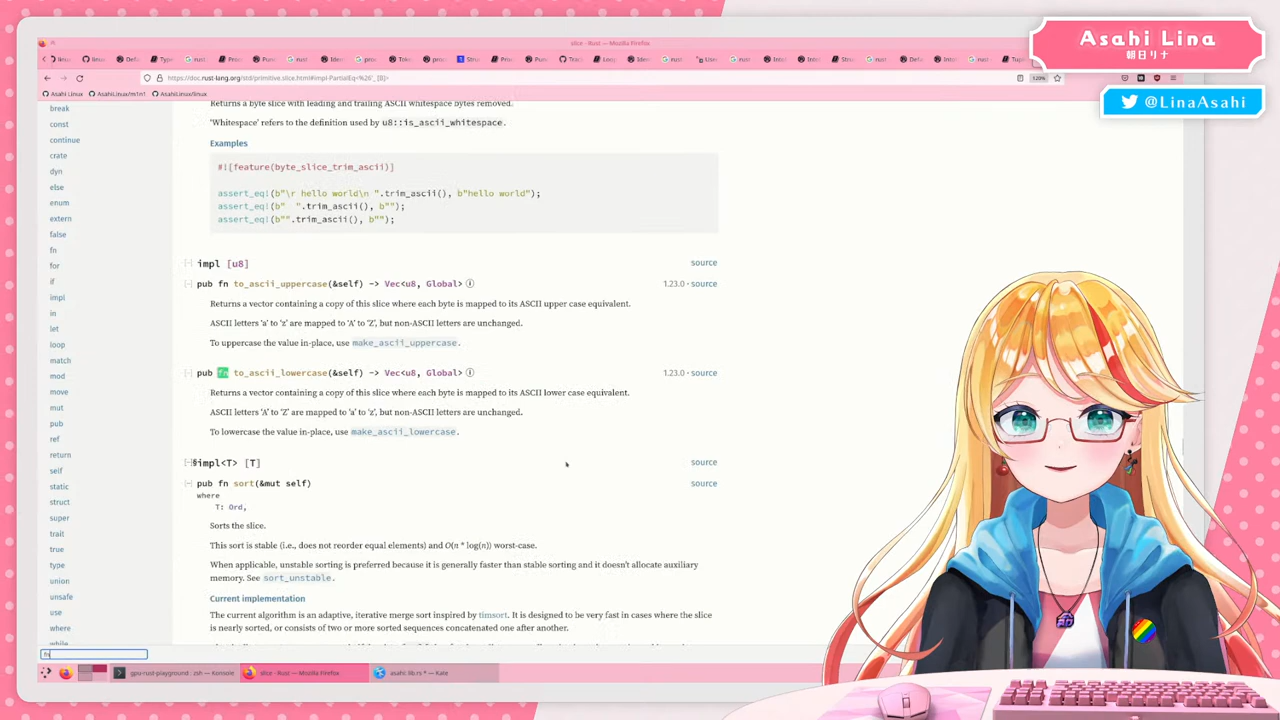 Asahi Lina
朝日リナ
@LinaAsahi
slice - Rust — Mozilla Firefox
https://doc.rust-lang.org/std/primitive.slice.html#impl-PartialEq<%26'_ [B]>
120%
Asahi Linux
AsahiLinux/m1n1
AsahiLinux/linux
break
const
continue
crate
dyn
else
enum
extern
false
fn
for
if
impl
in
let
loop
match
mod
move
mut
pub
ref
return
self
static
struct
super
trait
true
type
union
unsafe
use
where
while
Returns a byte slice with leading and trailing ASCII whitespace bytes removed.
'Whitespace' refers to the definition used by u8::is_ascii_whitespace.
Examples
#![feature(byte_slice_trim_ascii)]
assert_eq!(b"\r hello world\n ".trim_ascii(), b"hello world");
assert_eq!(b"  ".trim_ascii(), b"");
assert_eq!(b"".trim_ascii(), b"");
impl [u8]
source
pub fn to_ascii_uppercase(&self) -> Vec<u8, Global> ⓘ
1.23.0 · source
Returns a vector containing a copy of this slice where each byte is mapped to its ASCII upper case equivalent.
ASCII letters 'a' to 'z' are mapped to 'A' to 'Z', but non-ASCII letters are unchanged.
To uppercase the value in-place, use make_ascii_uppercase.
pub fn to_ascii_lowercase(&self) -> Vec<u8, Global> ⓘ
1.23.0 · source
Returns a vector containing a copy of this slice where each byte is mapped to its ASCII lower case equivalent.
ASCII letters 'A' to 'Z' are mapped to 'a' to 'z', but non-ASCII letters are unchanged.
To lowercase the value in-place, use make_ascii_lowercase.
[-]§impl<T> [T]
source
pub fn sort(&mut self)
source
where
T: Ord,
Sorts the slice.
This sort is stable (i.e., does not reorder equal elements) and O(n * log(n)) worst-case.
When applicable, unstable sorting is preferred because it is generally faster than stable sorting and it doesn't allocate auxiliary
memory. See sort_unstable.
Current implementation
The current algorithm is an adaptive, iterative merge sort inspired by timsort. It is designed to be very fast in cases where the slice
is nearly sorted, or consists of two or more sorted sequences concatenated one after another.
fn
gpu-rust-playground : zsh — Konsole
slice - Rust — Mozilla Firefox
asahi: lib.rs * — Kate